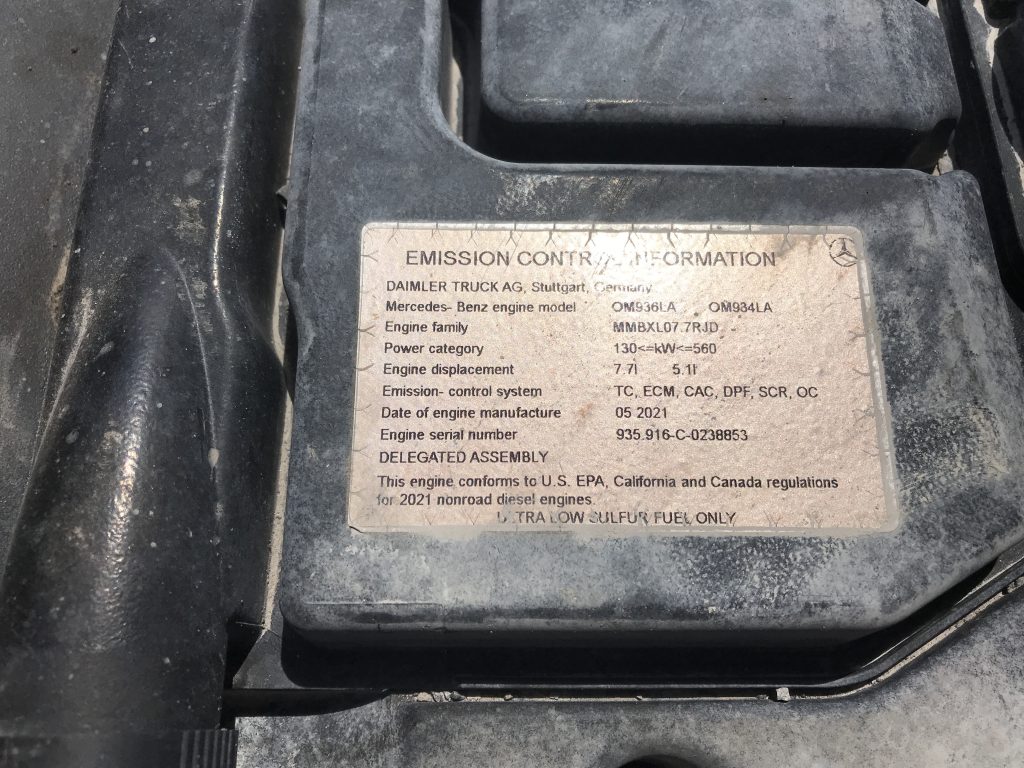 EMISSION CONTROL INFORMATION
DAIMLER TRUCK AG, Stuttgart, Germany
Mercedes- Benz engine model OM936LA OM934LA
Engine family MMBXL07.7RJD
Power category 130<=kW<=560
Engine displacement 7.7l 5.1l
Emission- control system TC, ECM, CAC, DPF, SCR, OC
Date of engine manufacture 05 2021
Engine serial number 935.916-C-0238853
DELEGATED ASSEMBLY
This engine conforms to U.S. EPA, California and Canada regulations
for 2021 nonroad diesel engines.
ULTRA LOW SULFUR FUEL ONLY